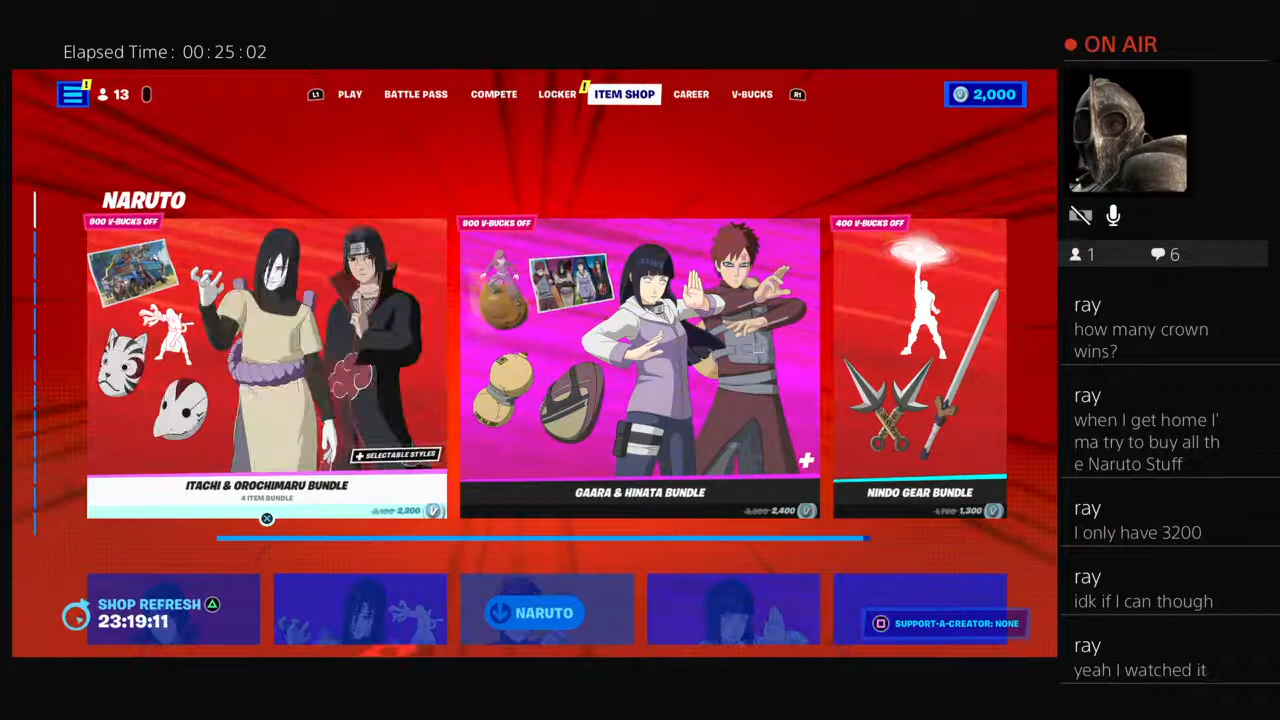 Elapsed Time: 00:25:02
ON AIR
! 13
L1 PLAY BATTLE PASS COMPETE LOCKER ! ITEM SHOP CAREER V-BUCKS R1
2,000
NARUTO
900 V-BUCKS OFF
+ SELECTABLE STYLES
ITACHI & OROCHIMARU BUNDLE
4 ITEM BUNDLE
3,100 2,200
900 V-BUCKS OFF
GAARA & HINATA BUNDLE
2,400
400 V-BUCKS OFF
NINDO GEAR BUNDLE
1,700 1,300
SHOP REFRESH
23:19:11
NARUTO
SUPPORT-A-CREATOR: NONE
1 6
ray
how many crown
wins?
ray
when I get home I'
ma try to buy all th
e Naruto Stuff
ray
I only have 3200
ray
idk if I can though
ray
yeah I watched it